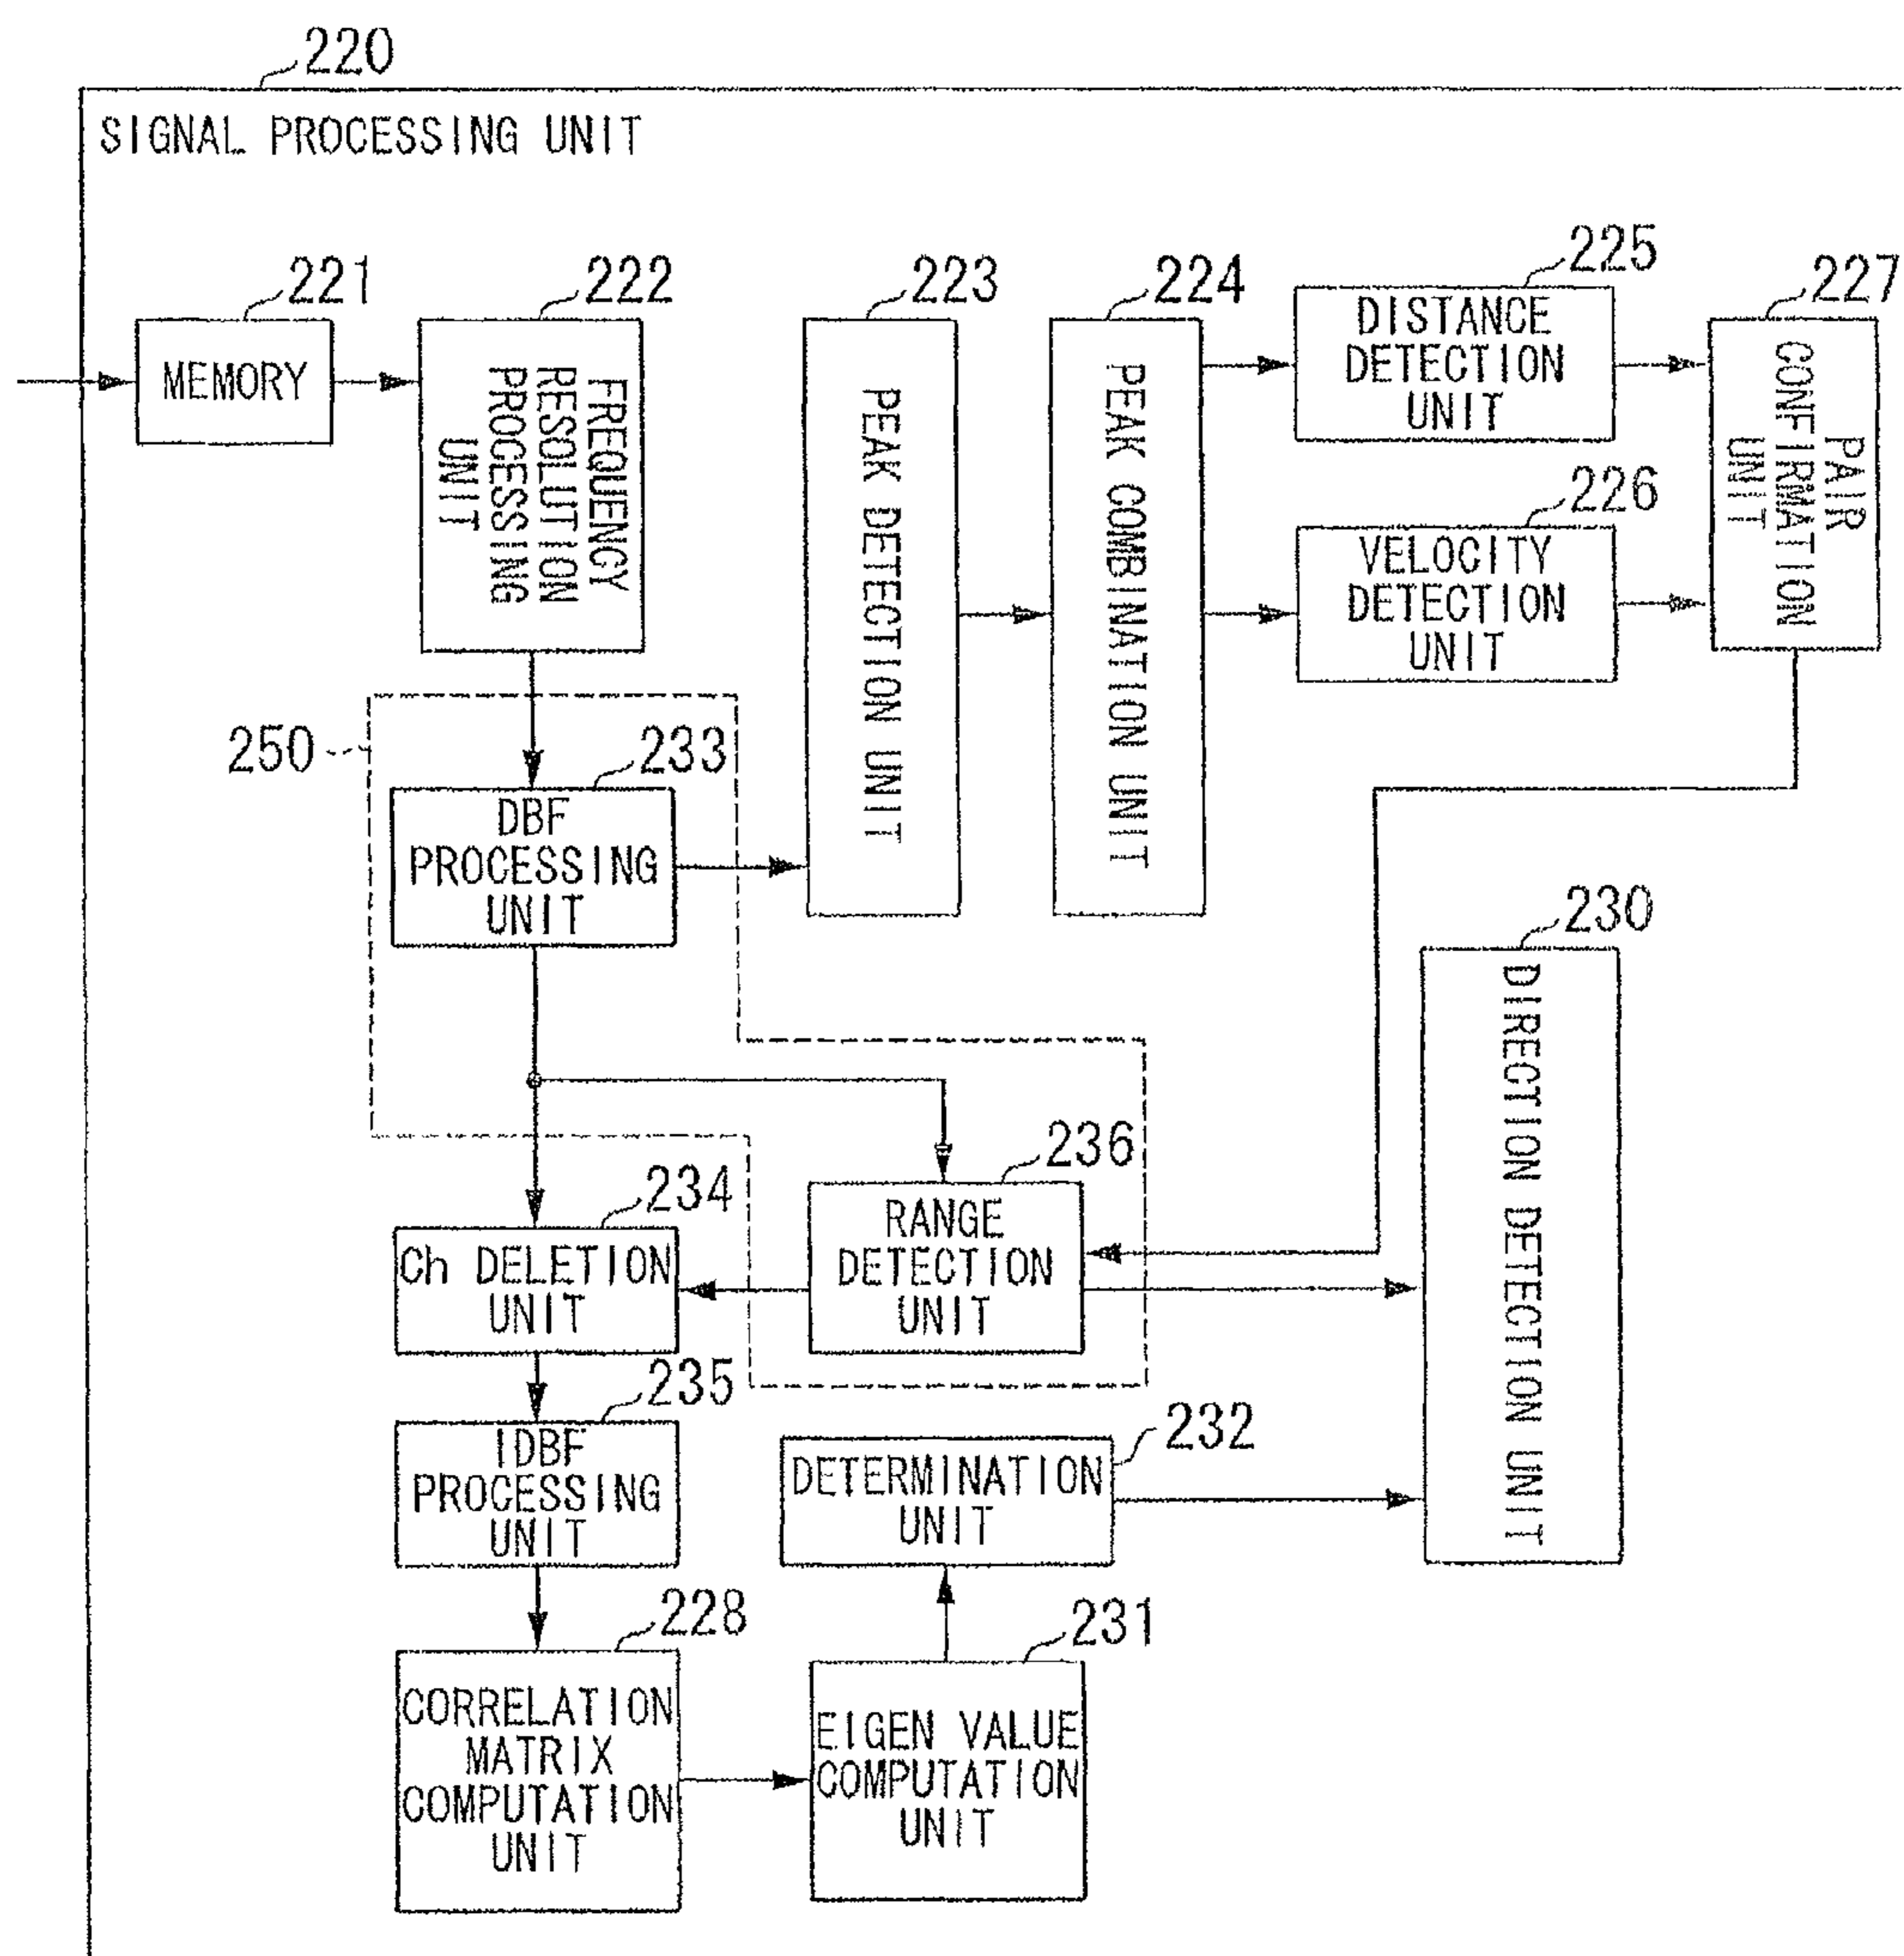 220
SIGNAL PROCESSING UNIT
221
MEMORY
222
FREQUENCY
RESOLUTION
PROCESSING
UNIT
223
PEAK DETECTION UNIT
224
PEAK COMBINATION UNIT
225
DISTANCE
DETECTION
UNIT
226
VELOCITY
DETECTION
UNIT
227
PAIR
CONFIRMATION
UNIT
250
233
DBF
PROCESSING
UNIT
230
DIRECTION DETECTION UNIT
234
Ch DELETION
UNIT
236
RANGE
DETECTION
UNIT
235
IDBF
PROCESSING
UNIT
232
DETERMINATION
UNIT
228
CORRELATION
MATRIX
COMPUTATION
UNIT
231
EIGEN VALUE
COMPUTATION
UNIT